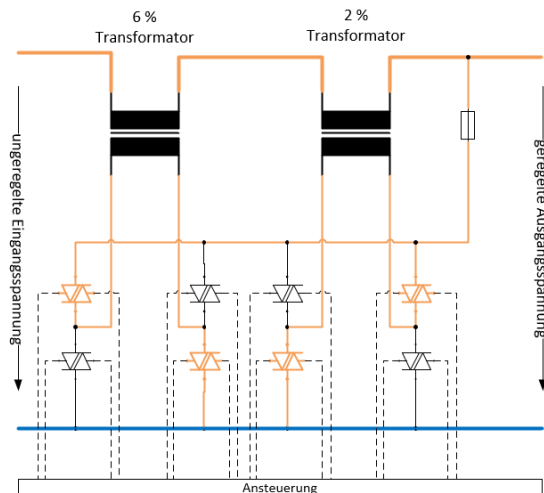 6 %
Transformator
2 %
Transformator
ungeregelte Eingangsspannung
geregelte Ausgangsspannung
Ansteuerung